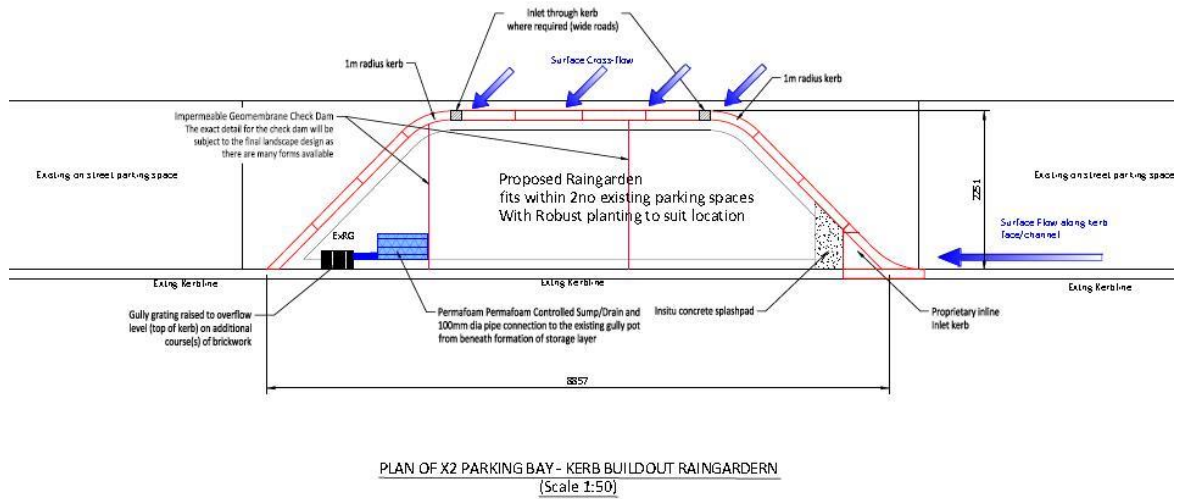 Inlet through kerb
where required (wide roads)
Surface Cross-flow
1m radius kerb
1m radius kerb
Impermeable Geomembrane Check Dam
The exact detail for the check dam will be
subject to the final landscape design as
there are many forms available
Existing on street parking space
Proposed Raingarden
fits within 2no existing parking spaces
With Robust planting to suit location
2251
Existing on street parking space
Surface Flow along kerb
face/channel
ExRG
Exing Kerbline
Exing Kerbline
Exing Kerbline
Gully grating raised to overflow
level (top of kerb) on additional
course(s) of brickwork
Permafoam Permafoam Controlled Sump/Drain and
100mm dia pipe connection to the existing gully pot
from beneath formation of storage layer
Insitu concrete splashpad
Proprietary inline
Inlet kerb
8857
PLAN OF X2 PARKING BAY - KERB BUILDOUT RAINGARDERN
(Scale 1:50)